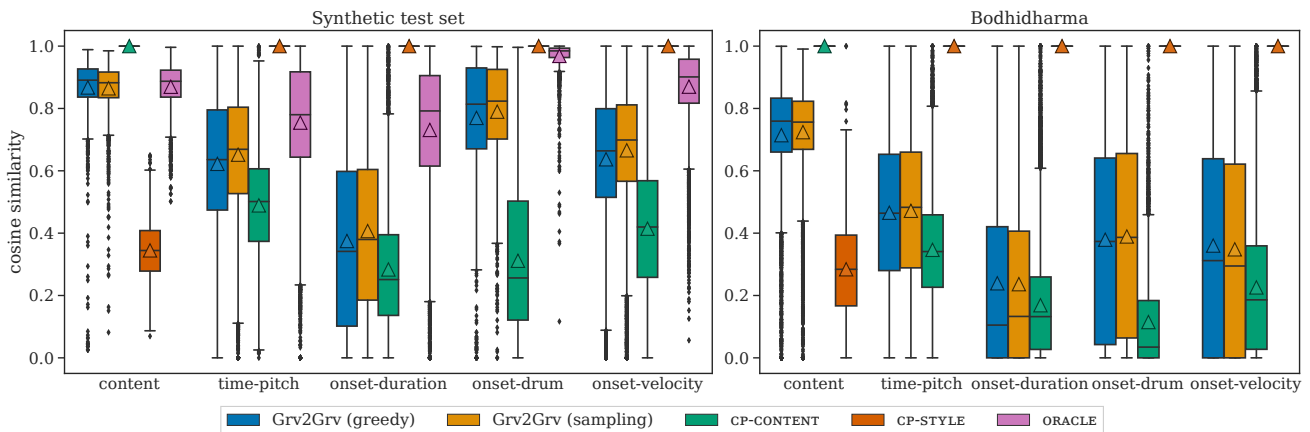 Synthetic test set Bodhidharma
cosine similarity
1.0 1.0
0.8 0.8
0.6 0.6
0.4 0.4
0.2 0.2
0.0 0.0
content time-pitch onset-duration onset-drum onset-velocity content time-pitch onset-duration onset-drum onset-velocity
Grv2Grv (greedy) Grv2Grv (sampling) CP-CONTENT CP-STYLE ORACLE